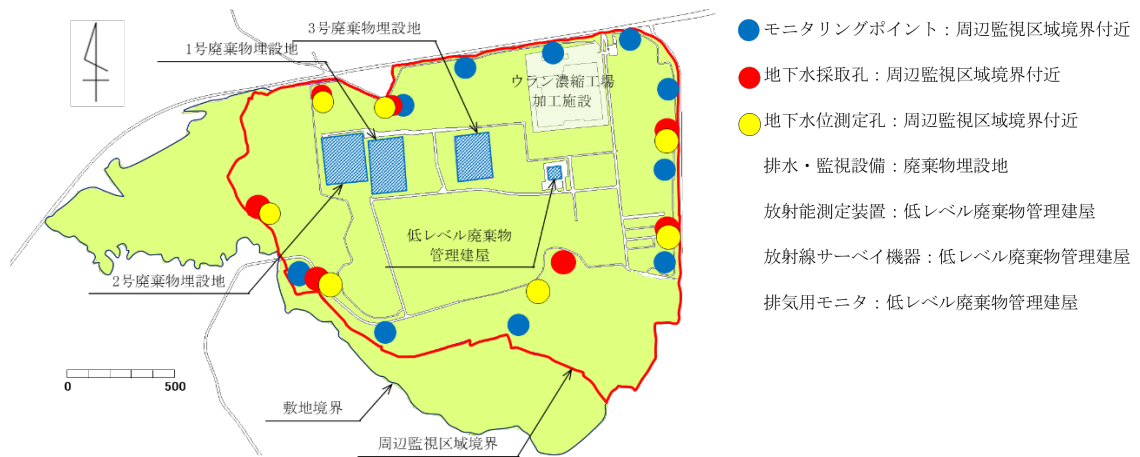 3号廃棄物埋設地
1号廃棄物埋設地
ウラン濃縮工場
加工施設
低レベル廃棄物
管理建屋
2号廃棄物埋設地
0
500
敷地境界
周辺監視区域境界
モニタリングポイント：周辺監視区域境界付近
地下水採取孔：周辺監視区域境界付近
地下水位測定孔：周辺監視区域境界付近
排水・監視設備：廃棄物埋設地
放射能測定装置：低レベル廃棄物管理建屋
放射線サーベイ機器：低レベル廃棄物管理建屋
排気用モニタ：低レベル廃棄物管理建屋